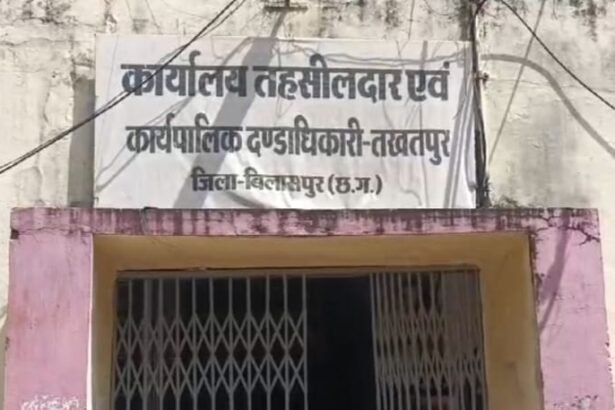 कार्यालय तहसीलदार एवं
कार्यपालिक दण्डाधिकारी-तखतपुर
जिला-बिलासपुर (छ.ग.)